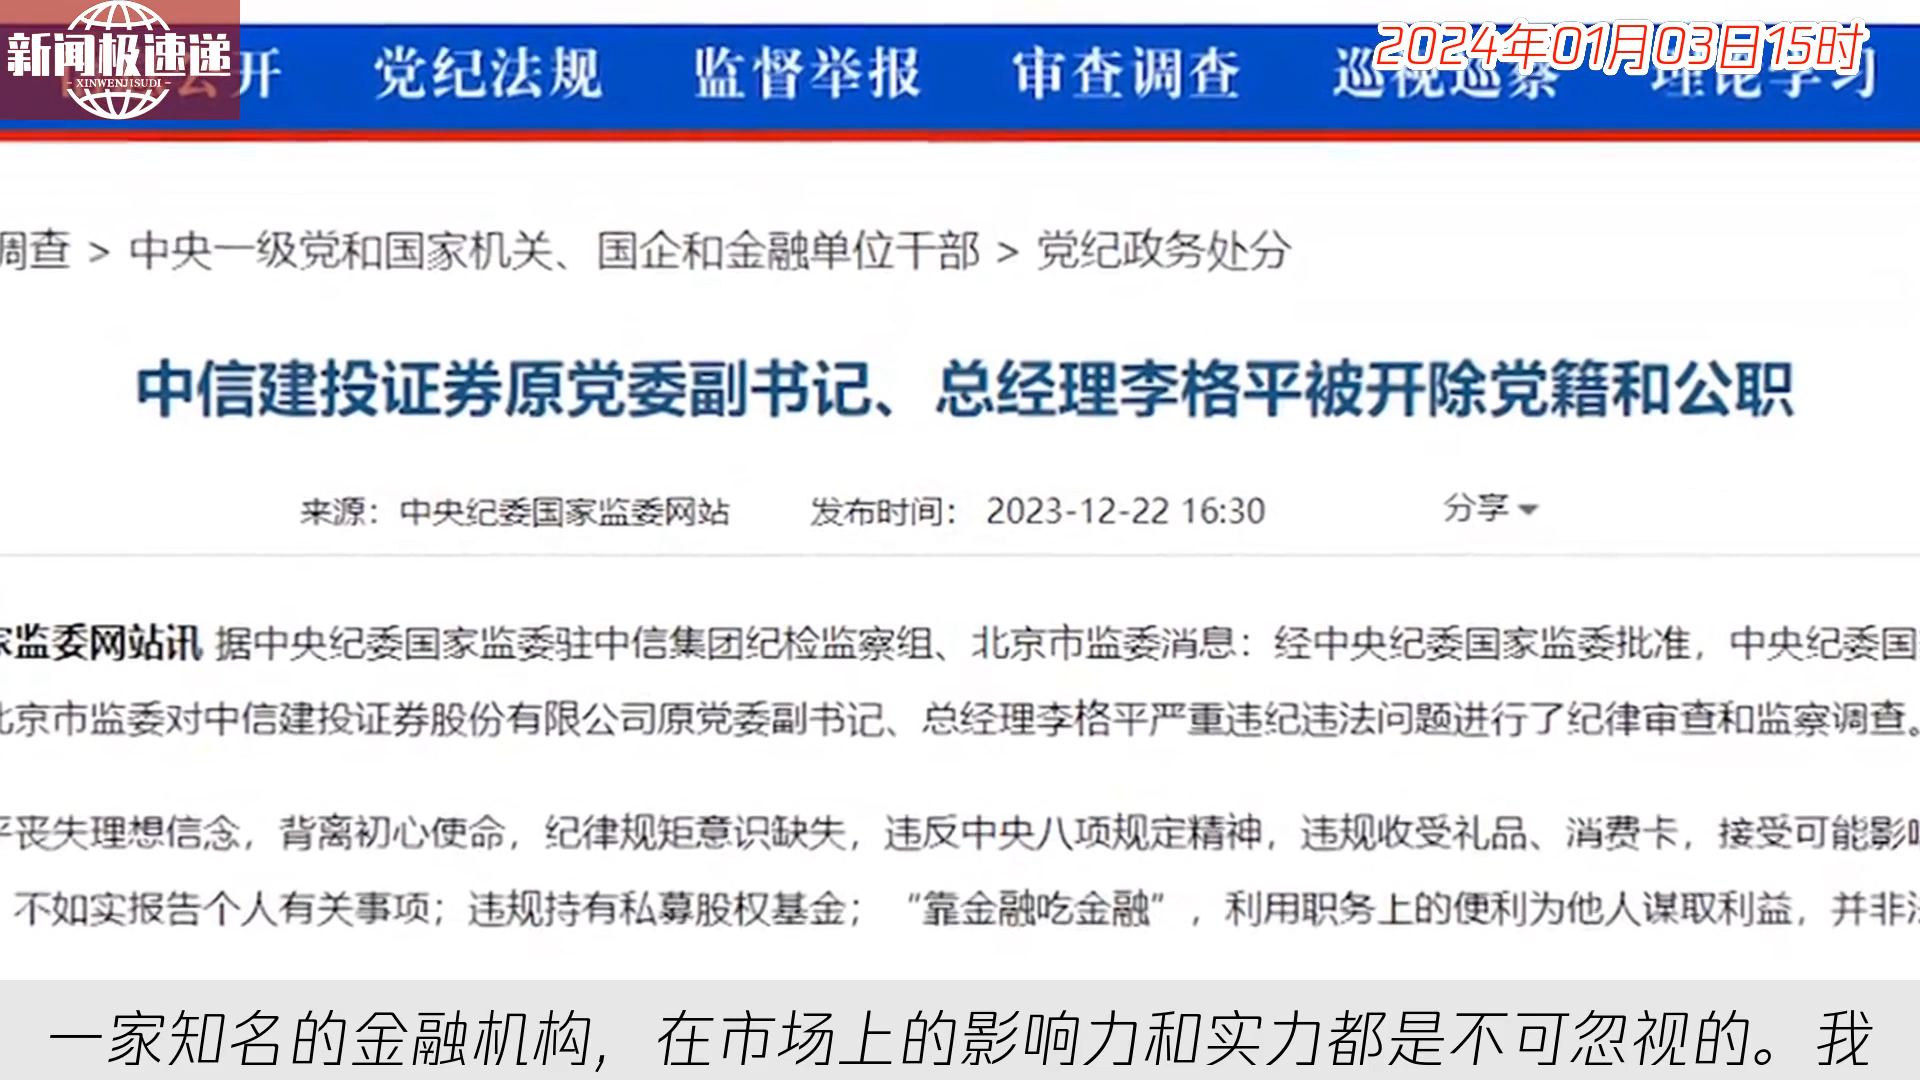 新闻极速递
XINWENJISUDI
2024年01月03日15时
公开 党纪法规 监督举报 审查调查 巡视巡察 理论学习
调查 > 中央一级党和国家机关、国企和金融单位干部 > 党纪政务处分
中信建投证券原党委副书记、总经理李格平被开除党籍和公职
来源：中央纪委国家监委网站 发布时间： 2023-12-22 16:30 分享
家监委网站讯 据中央纪委国家监委驻中信集团纪检监察组、北京市监委消息：经中央纪委国家监委批准，中央纪委国
北京市监委对中信建投证券股份有限公司原党委副书记、总经理李格平严重违纪违法问题进行了纪律审查和监察调查。
平丧失理想信念，背离初心使命，纪律规矩意识缺失，违反中央八项规定精神，违规收受礼品、消费卡，接受可能影响
不如实报告个人有关事项；违规持有私募股权基金；“靠金融吃金融”，利用职务上的便利为他人谋取利益，并非法
一家知名的金融机构，在市场上的影响力和实力都是不可忽视的。我